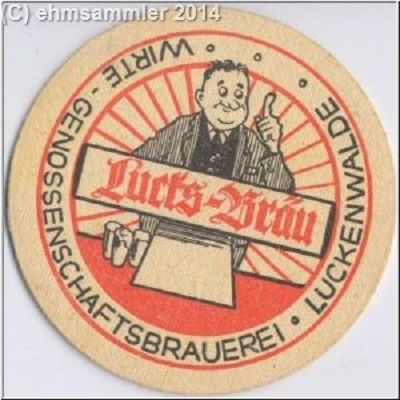 (C) ehmsammler 2014
WIRTE - GENOSSENSCHAFTSBRAUEREI • LUCKENWALDE •
Lucks-Bräu